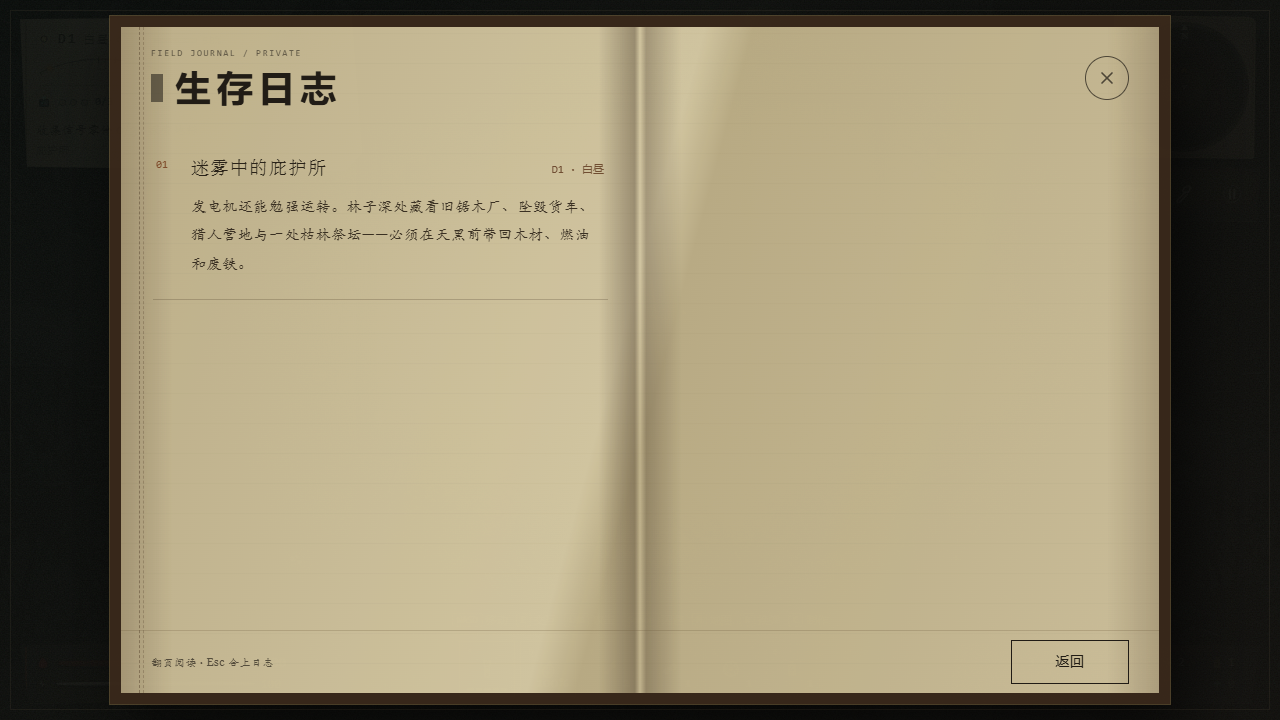 FIELD JOURNAL / PRIVATE
生存日志
01
迷雾中的庇护所
D1 · 白昼
发电机还能勉强运转。林子深处藏着旧锯木厂、坠毁货车、
猎人营地与一处枯林祭坛——必须在天黑前带回木材、燃油
和废铁。
翻页阅读 · Esc 合上日志
返回